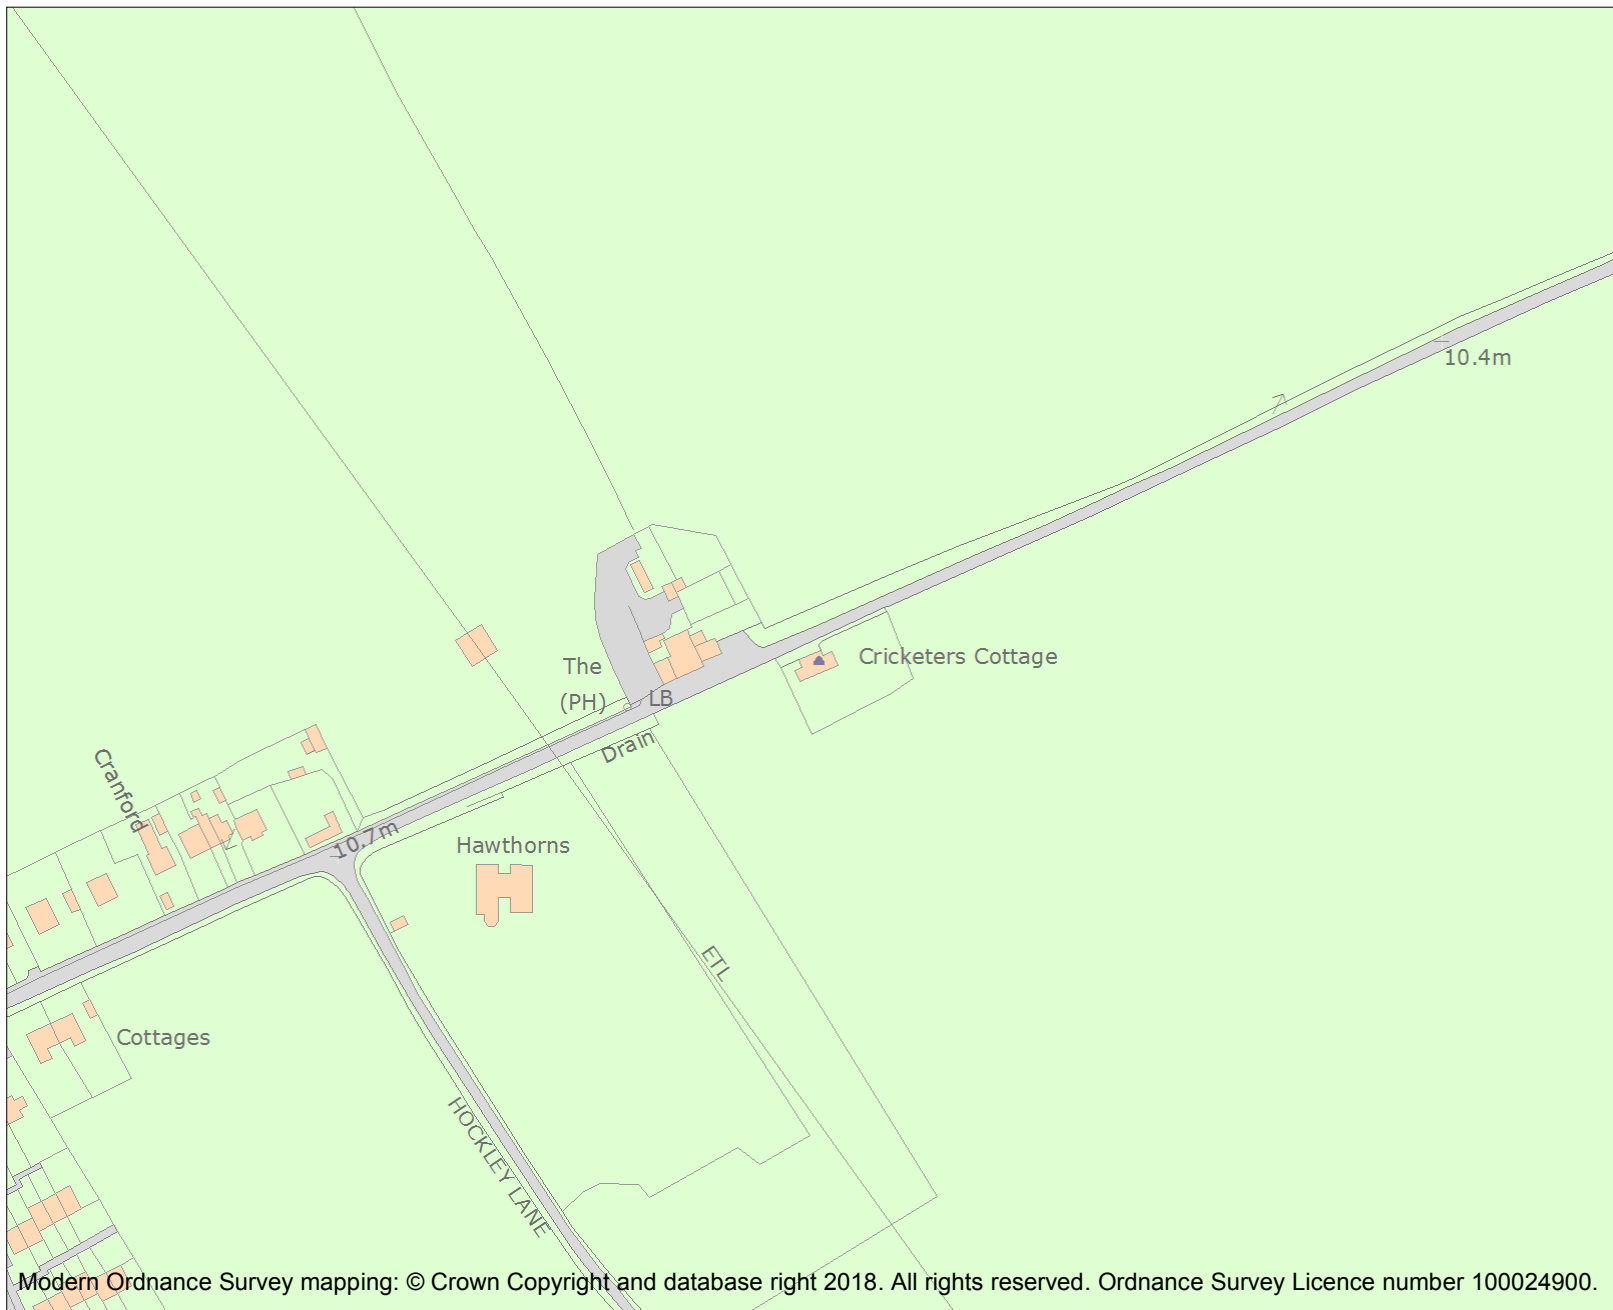 10.4m
The
(PH)
LB
Cricketers Cottage
Drain
Cranford
10.7m
Hawthorns
ETL
Cottages
HOCKLEY LANE
Modern Ordnance Survey mapping: © Crown Copyright and database right 2018. All rights reserved. Ordnance Survey Licence number 100024900.